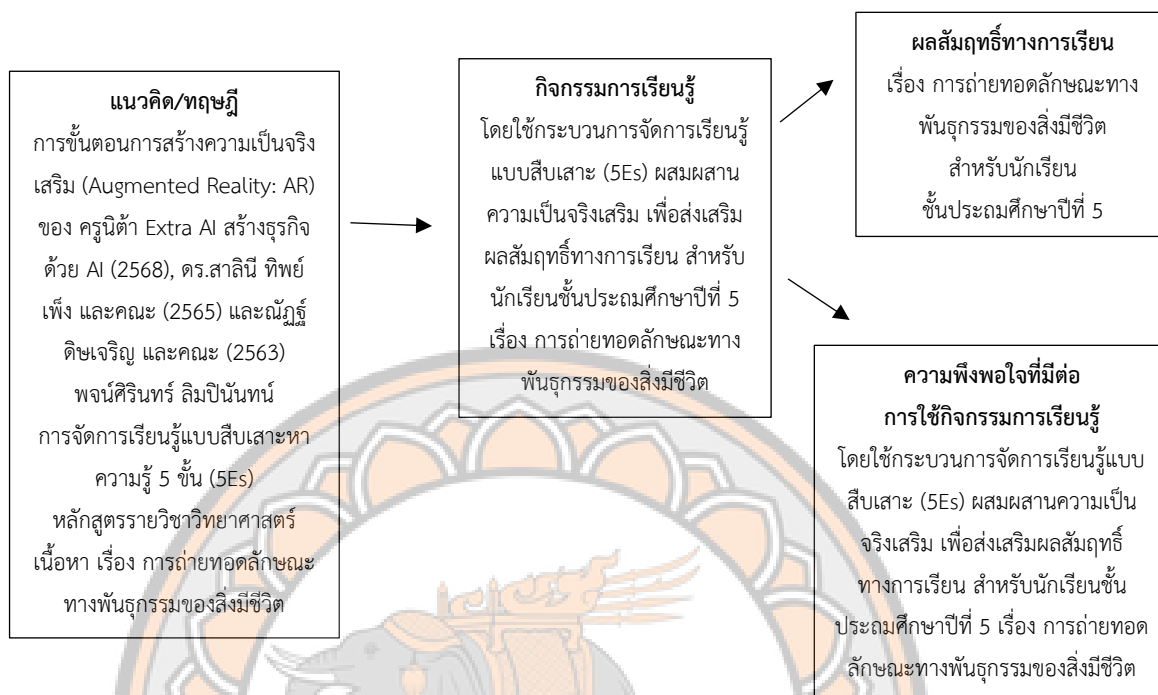 แนวคิด/ทฤษฎี
การขั้นตอนการสร้างความเป็นจริง
เสริม (Augmented Reality: AR)
ของ ครูนิต้า Extra AI สร้างธุรกิจ
ด้วย AI (2568), ดร.สาลินี ทิพย์
เพ็ง และคณะ (2565) และณัฏฐ์
ดิษเจริญ และคณะ (2563)
พจน์ศิรินทร์ ลิมปินันทน์
การจัดการเรียนรู้แบบสืบเสาะหา
ความรู้ 5 ขั้น (5Es)
หลักสูตรรายวิชาวิทยาศาสตร์
เนื้อหา เรื่อง การถ่ายทอดลักษณะ
ทางพันธุกรรมของสิ่งมีชีวิต
กิจกรรมการเรียนรู้
โดยใช้กระบวนการจัดการเรียนรู้
แบบสืบเสาะ (5Es) ผสมผสาน
ความเป็นจริงเสริม เพื่อส่งเสริม
ผลสัมฤทธิ์ทางการเรียน สำหรับ
นักเรียนชั้นประถมศึกษาปีที่ 5
เรื่อง การถ่ายทอดลักษณะทาง
พันธุกรรมของสิ่งมีชีวิต
ผลสัมฤทธิ์ทางการเรียน
เรื่อง การถ่ายทอดลักษณะทาง
พันธุกรรมของสิ่งมีชีวิต
สำหรับนักเรียน
ชั้นประถมศึกษาปีที่ 5
ความพึงพอใจที่มีต่อ
การใช้กิจกรรมการเรียนรู้
โดยใช้กระบวนการจัดการเรียนรู้แบบ
สืบเสาะ (5Es) ผสมผสานความเป็น
จริงเสริม เพื่อส่งเสริมผลสัมฤทธิ์
ทางการเรียน สำหรับนักเรียนชั้น
ประถมศึกษาปีที่ 5 เรื่อง การถ่ายทอด
ลักษณะทางพันธุกรรมของสิ่งมีชีวิต